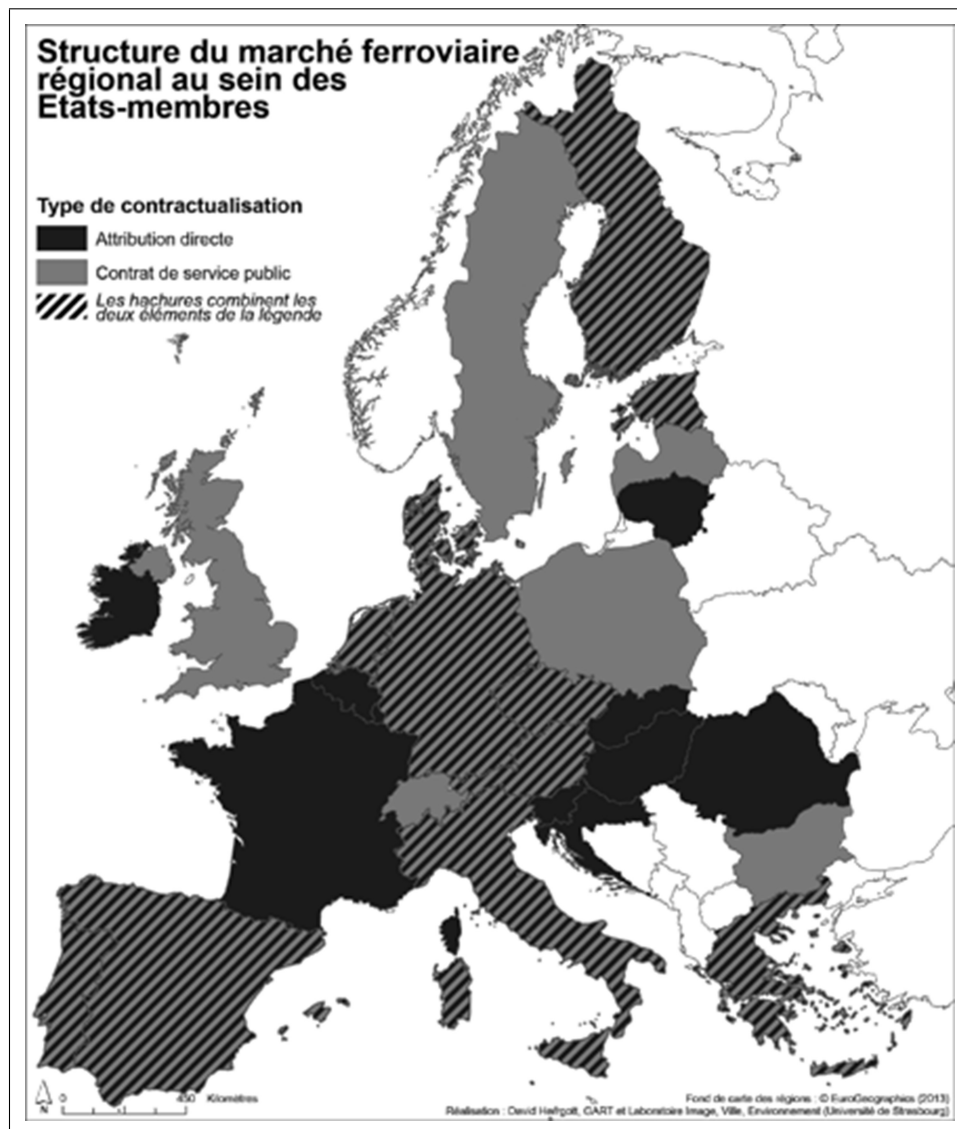 Structure du marché ferroviaire
régional au sein des
Etats-membres
Type de contractualisation
Attribution directe
Contrat de service public
Les hachures combinent les
deux éléments de la légende
N
0 450 Kilomètres
Fond de carte des régions : © EuroGeographics (2013)
Réalisation : David GART et Laboratoire Image, Ville, Environnement (Université de Strasbourg)